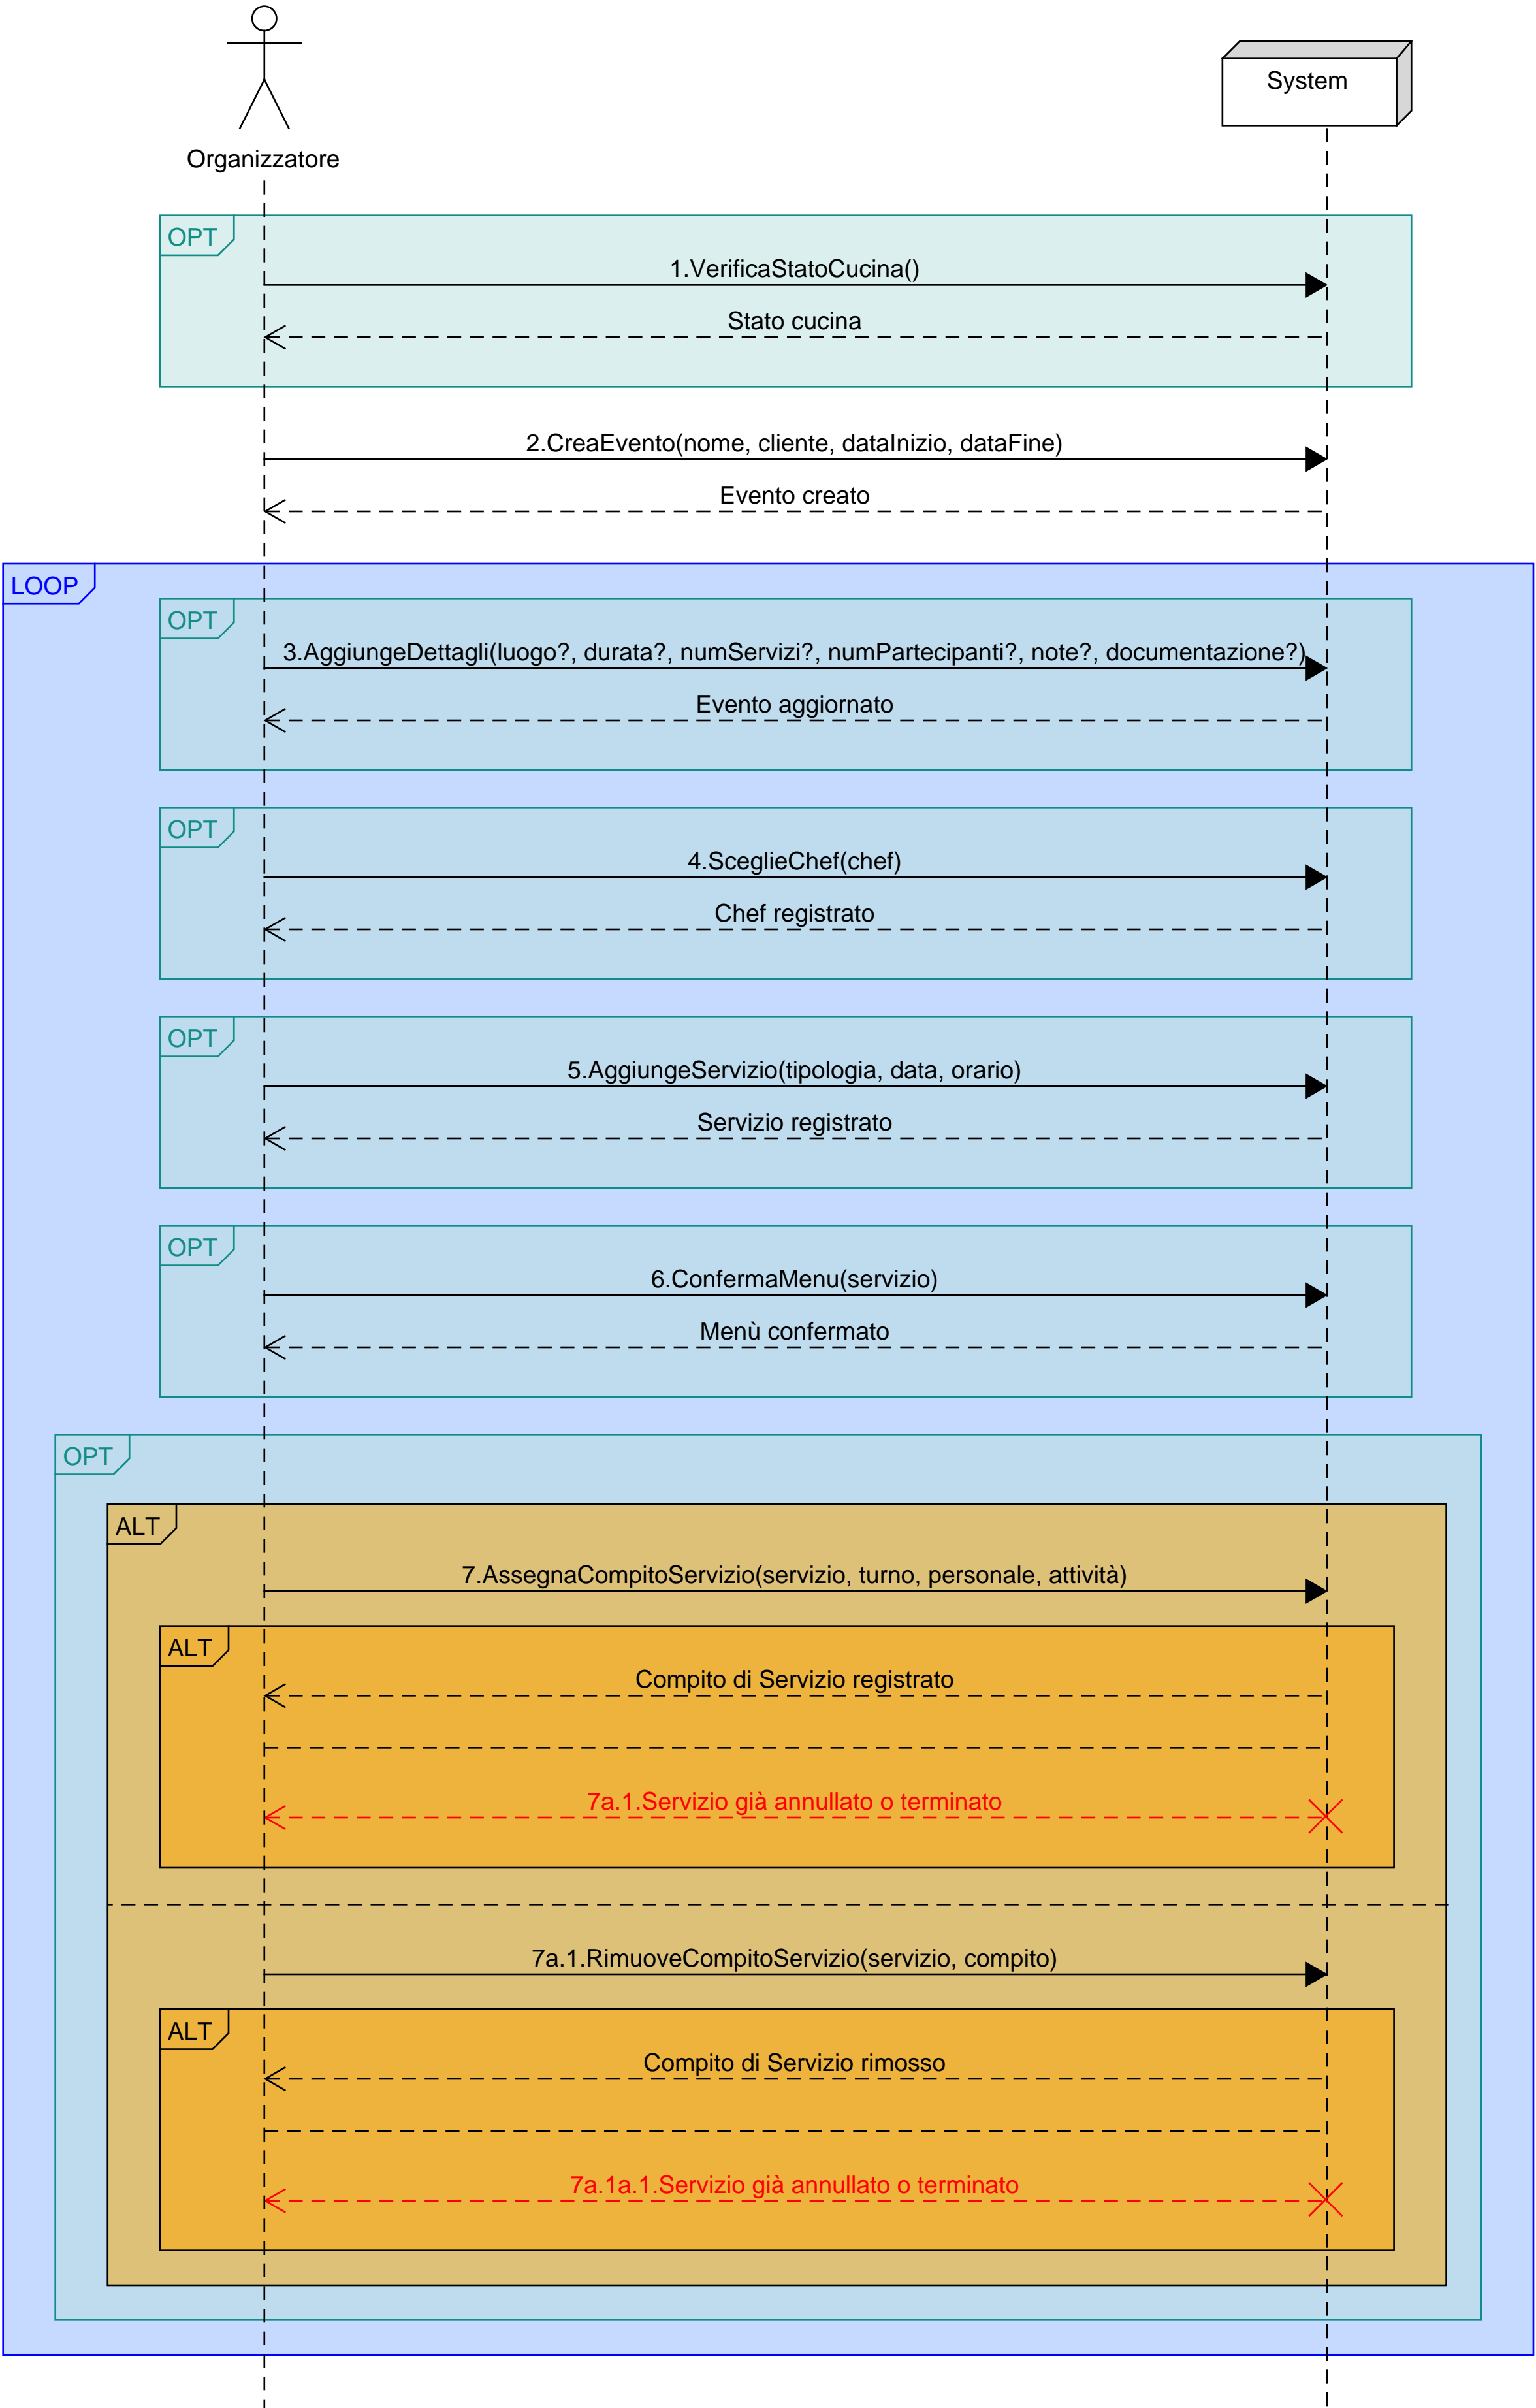 System
Organizzatore
OPT
1.VerificaStatoCucina()
Stato cucina
2.CreaEvento(nome, cliente, dataInizio, dataFine)
Evento creato
LOOP
OPT
3.AggiungeDettagli(luogo?, durata?, numServizi?, numPartecipanti?, note?, documentazione?)
Evento aggiornato
OPT
4.SceglieChef(chef)
Chef registrato
OPT
5.AggiungeServizio(tipologia, data, orario)
Servizio registrato
OPT
6.ConfermaMenu(servizio)
Menù confermato
OPT
ALT
7.AssegnaCompitoServizio(servizio, turno, personale, attività)
ALT
Compito di Servizio registrato
7a.1.Servizio già annullato o terminato
7a.1.RimuoveCompitoServizio(servizio, compito)
ALT
Compito di Servizio rimosso
7a.1a.1.Servizio già annullato o terminato